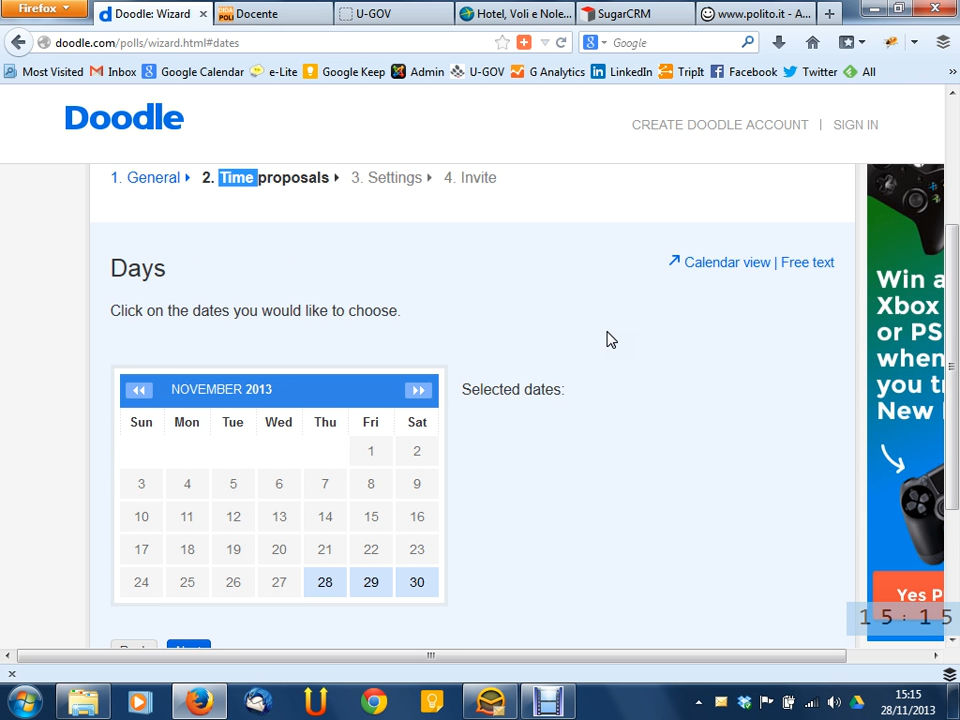 Firefox
Doodle: Wizard
Docente
U-GOV
Hotel, Voli e Nole...
SugarCRM
www.polito.it - A...
doodle.com/polls/wizard.html#dates
Google
Most Visited
Inbox
Google Calendar
e-Lite
Google Keep
Admin
U-GOV
G Analytics
LinkedIn
TripIt
Facebook
Twitter
All
Doodle
CREATE DOODLE ACCOUNT | SIGN IN
1. General 2. Time proposals 3. Settings 4. Invite
Days
Calendar view | Free text
Click on the dates you would like to choose.
NOVEMBER 2013
Selected dates:
Sun Mon Tue Wed Thu Fri Sat
1 2
3 4 5 6 7 8 9
10 11 12 13 14 15 16
17 18 19 20 21 22 23
24 25 26 27 28 29 30
Win a
Xbox
or PS
when
you t
New
Yes P
15:15
15:15
28/11/2013